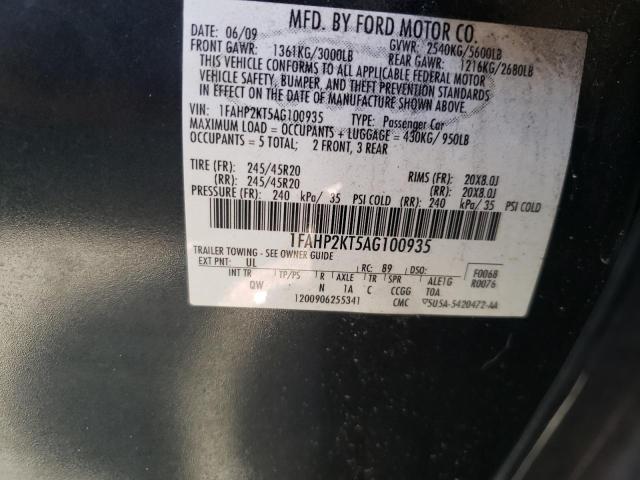 MFD. BY FORD MOTOR CO.
DATE: 06/09 GVWR: 2540KG/5600LB
FRONT GAWR: 1361KG/3000LB REAR GAWR: 1216KG/2680LB
THIS VEHICLE CONFORMS TO ALL APPLICABLE FEDERAL MOTOR
VEHICLE SAFETY, BUMPER, AND THEFT PREVENTION STANDARDS
IN EFFECT ON THE DATE OF MANUFACTURE SHOWN ABOVE.
VIN: 1FAHP2KT5AG100935 TYPE: Passenger Car
MAXIMUM LOAD = OCCUPANTS + LUGGAGE = 430KG/950LB
OCCUPANTS = 5 TOTAL; 2 FRONT, 3 REAR
TIRE (FR): 245/45R20 RIMS (FR): 20X8.0J
(RR): 245/45R20 (RR): 20X8.0J
PRESSURE (FR): 240 kPa/ 35 PSI COLD (RR): 240 kPa/ 35 PSI COLD
1FAHP2KT5AG100935
TRAILER TOWING - SEE OWNER GUIDE
EXT PNT: UL RC: 89 DSO: F0068
INT TR TP/PS R AXLE TR SPR ALE1G R0076
QW N 1A C CCGG TOA
1200906255341 CMC ▽5U5A-5420472-AA